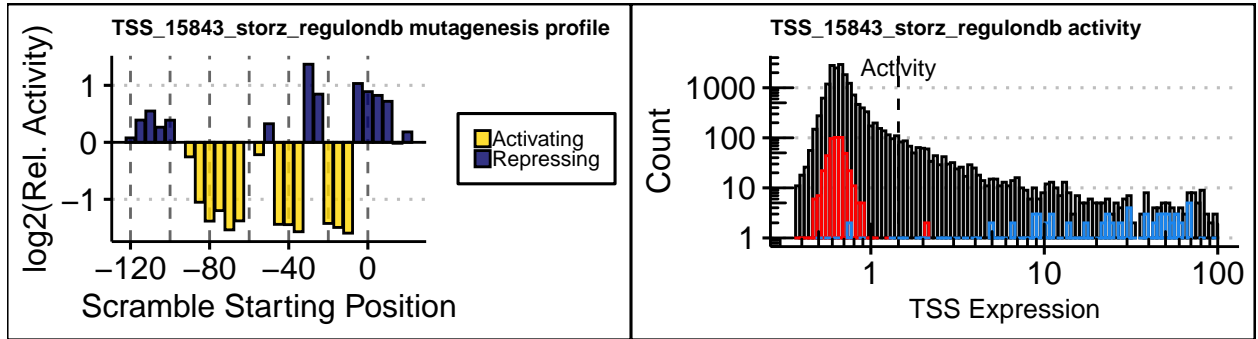 TSS_15843_storz_regulondb mutagenesis profile
log2(Rel. Activity)
1
0
−1
−120
−80
−40
0
Scramble Starting Position
Activating
Repressing
TSS_15843_storz_regulondb activity
Activity
Count
1000
100
10
1
1
10
100
TSS Expression